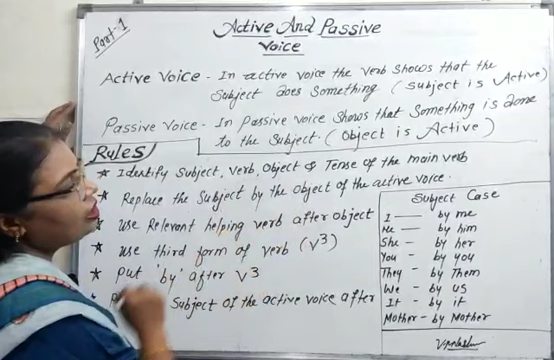 Part-1
Active And Passive
Voice
Active Voice - In active voice the verb shows that the
Subject does something (Subject is Active)
Passive Voice - In passive voice shows that something is done
to the subject. (Object is Active)
Rules
* Identify Subject, verb, Object & Tense of the main verb
* Replace the Subject by the object of the active voice.
* Use Relevant helping verb after object
* Use third form of verb (V3)
* Put 'by' after V3
* Subject of the active voice after
Subject Case
I - by me
He - by him
She - by her
You - by you
They - by Them
We - by us
It - by it
Mother - by Mother